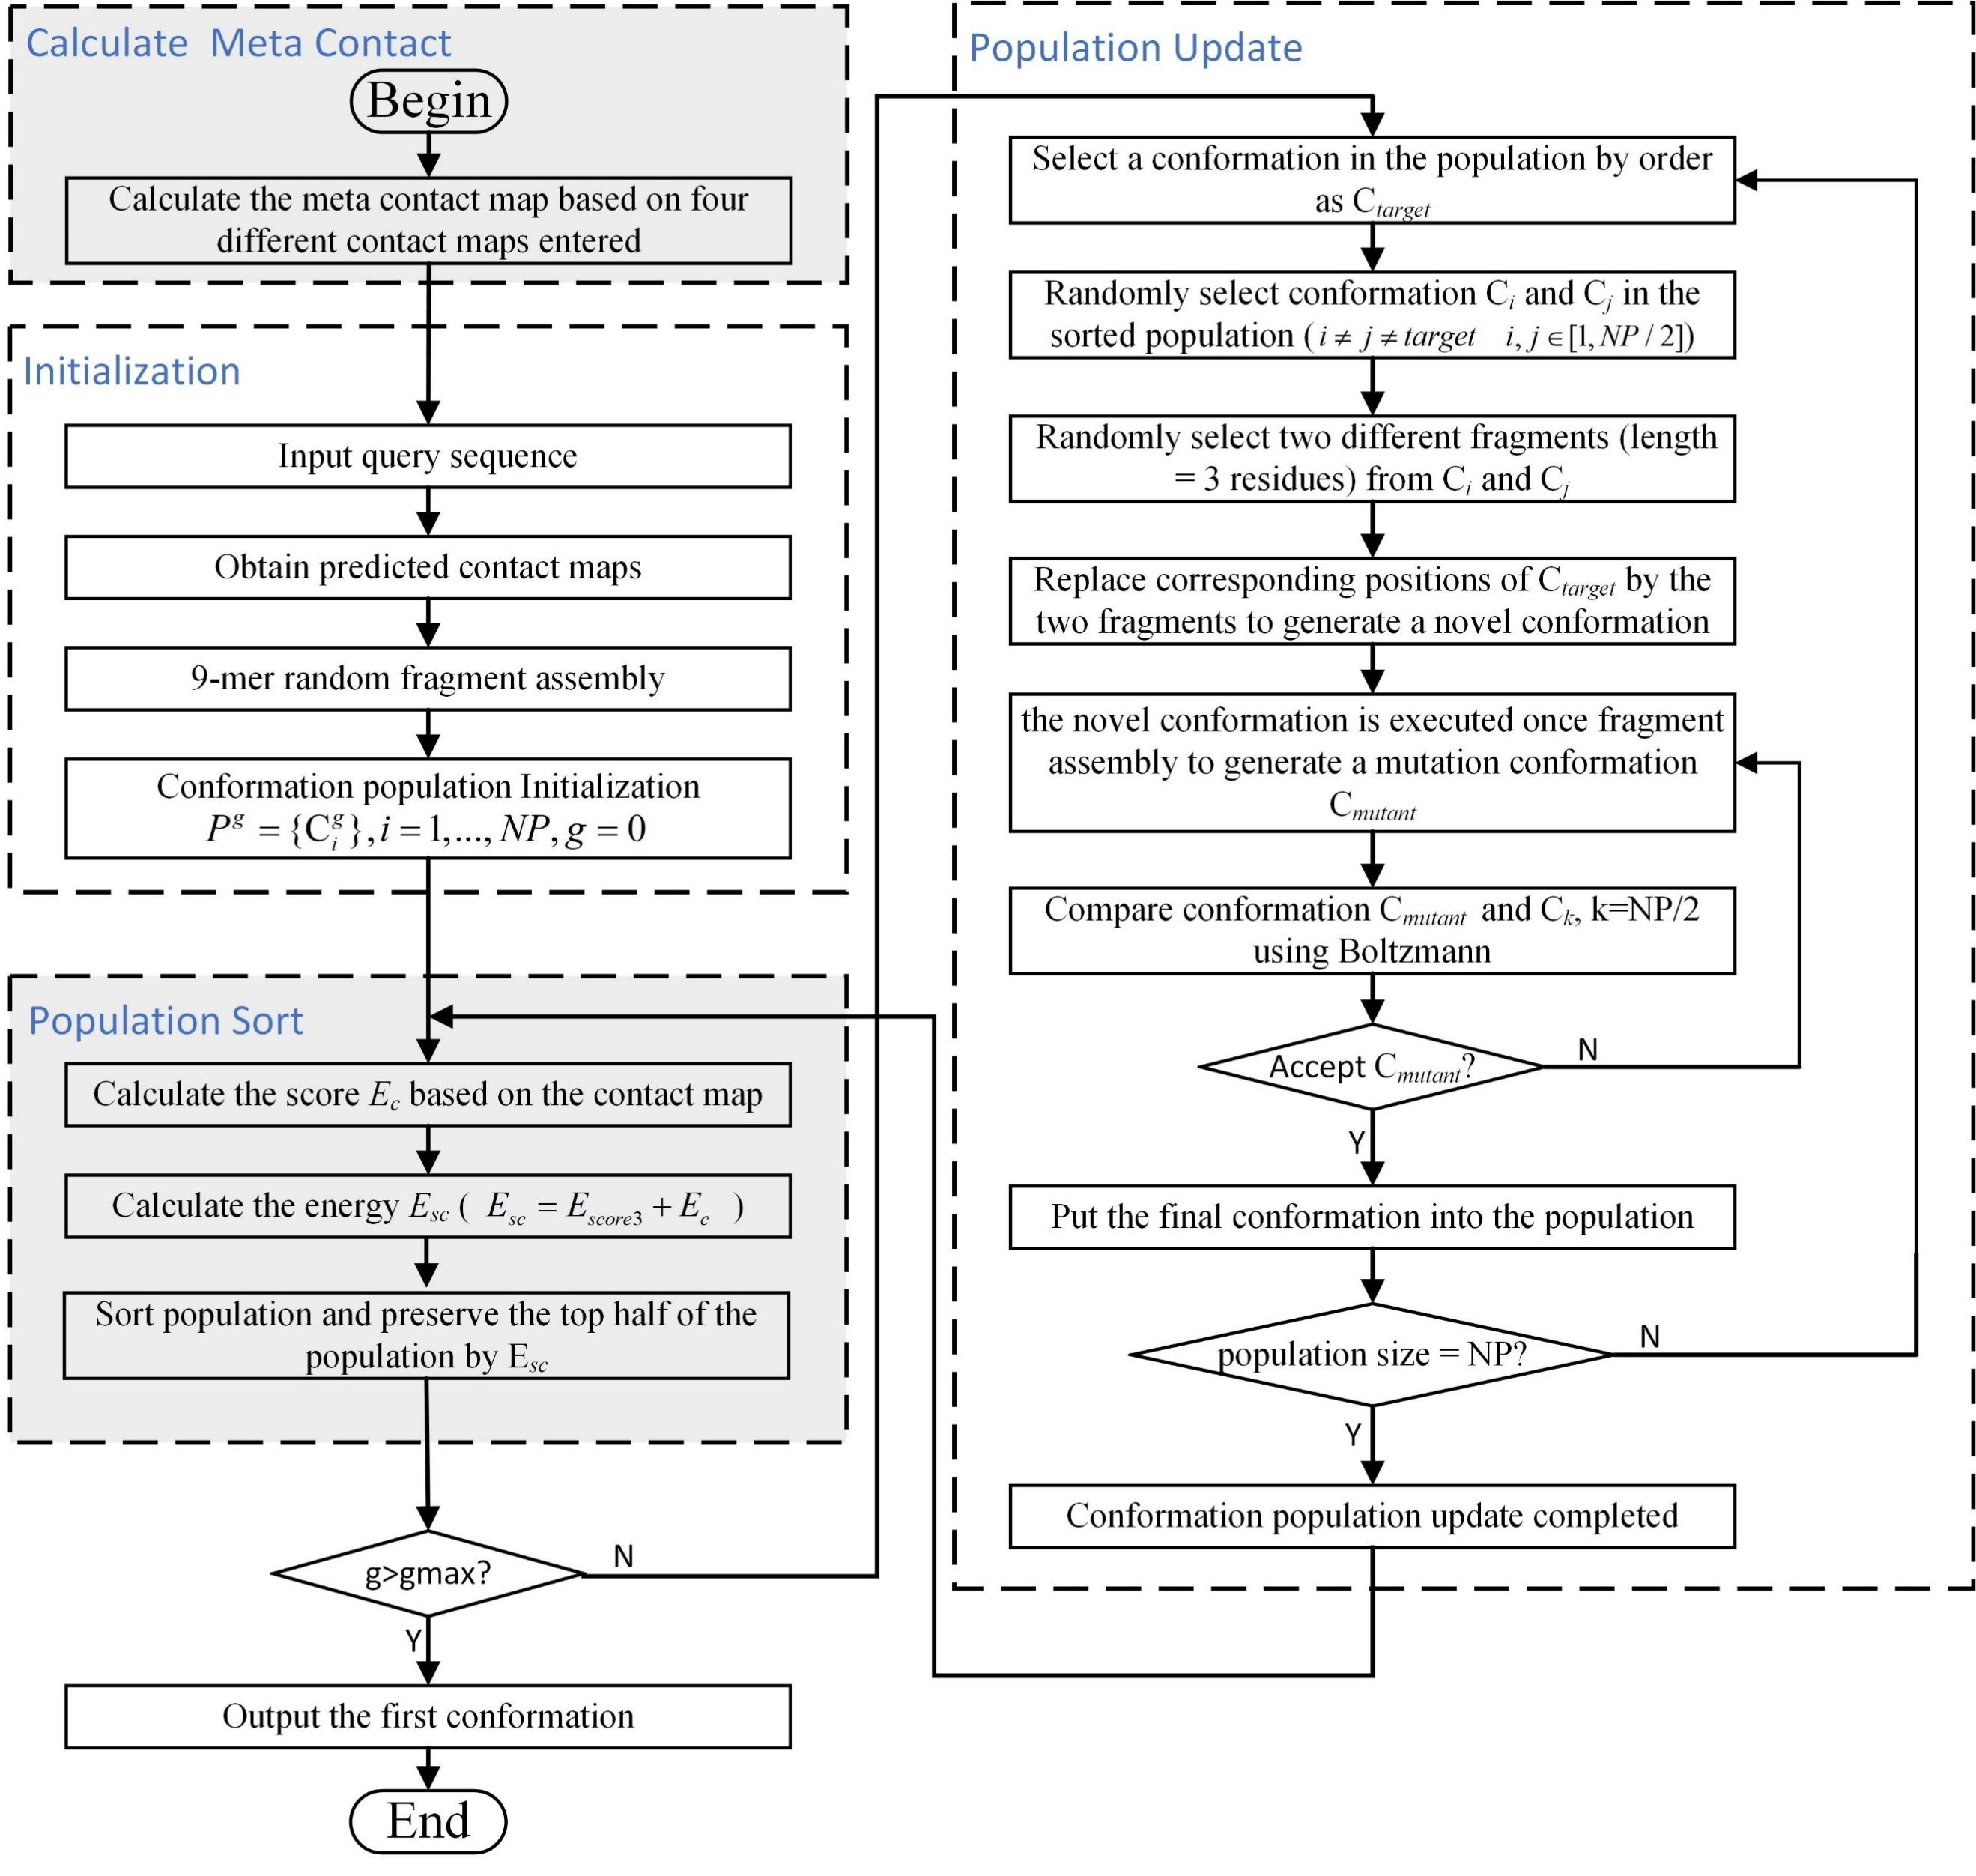 Calculate Meta Contact
Begin
Calculate the meta contact map based on four
different contact maps entered
Initialization
Input query sequence
Obtain predicted contact maps
9-mer random fragment assembly
Conformation population Initialization
P^g = {C_i^g}, i = 1,..., NP, g = 0
Population Sort
Calculate the score E_c based on the contact map
Calculate the energy E_sc ( E_sc = E_score3 + E_c )
Sort population and preserve the top half of the
population by E_sc
g>gmax?
N
Y
Output the first conformation
End
Population Update
Select a conformation in the population by order
as C_target
Randomly select conformation C_i and C_j in the
sorted population ( i ≠ j ≠ target i, j ∈ [1, NP / 2])
Randomly select two different fragments (length
= 3 residues) from C_i and C_j
Replace corresponding positions of C_target by the
two fragments to generate a novel conformation
the novel conformation is executed once fragment
assembly to generate a mutation conformation
C_mutant
Compare conformation C_mutant and C_k, k=NP/2
using Boltzmann
Accept C_mutant?
N
Y
Put the final conformation into the population
population size = NP?
N
Y
Conformation population update completed